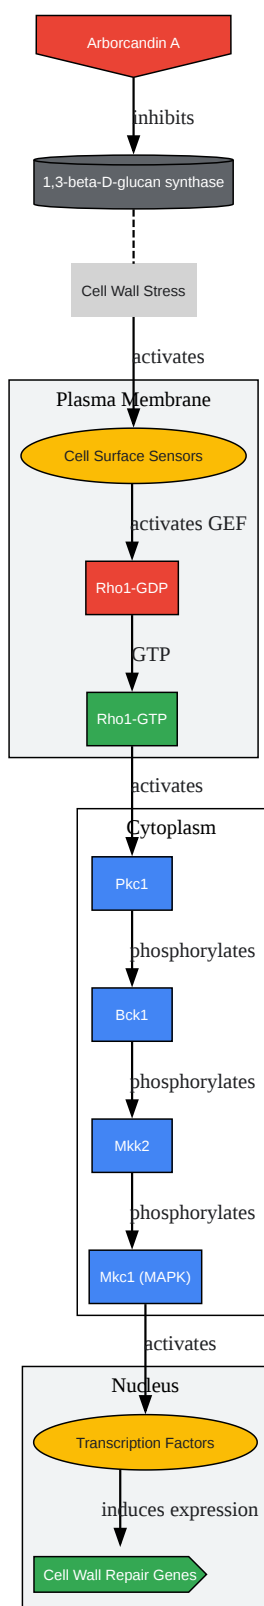 Arborcandin A
inhibits
1,3-beta-D-glucan synthase
Cell Wall Stress
activates
Plasma Membrane
Cell Surface Sensors
activates GEF
Rho1-GDP
GTP
Rho1-GTP
activates
Cytoplasm
Pkc1
phosphorylates
Bck1
phosphorylates
Mkk2
phosphorylates
Mkc1 (MAPK)
activates
Nucleus
Transcription Factors
induces expression
Cell Wall Repair Genes